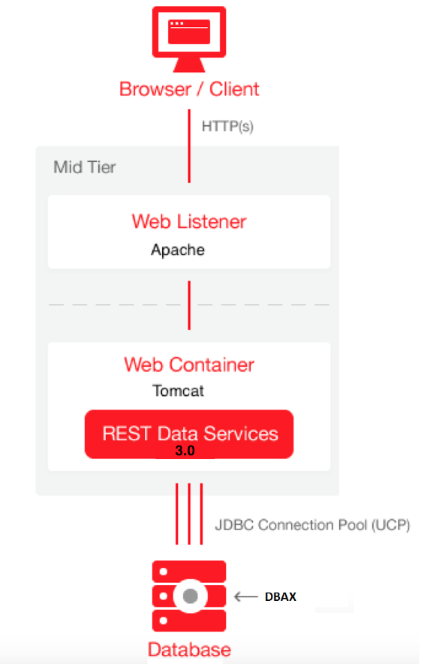 Browser / Client
HTTP(s)
Mid Tier
Web Listener
Apache
Web Container
Tomcat
REST Data Services
3.0
JDBC Connection Pool (UCP)
DBAX
Database